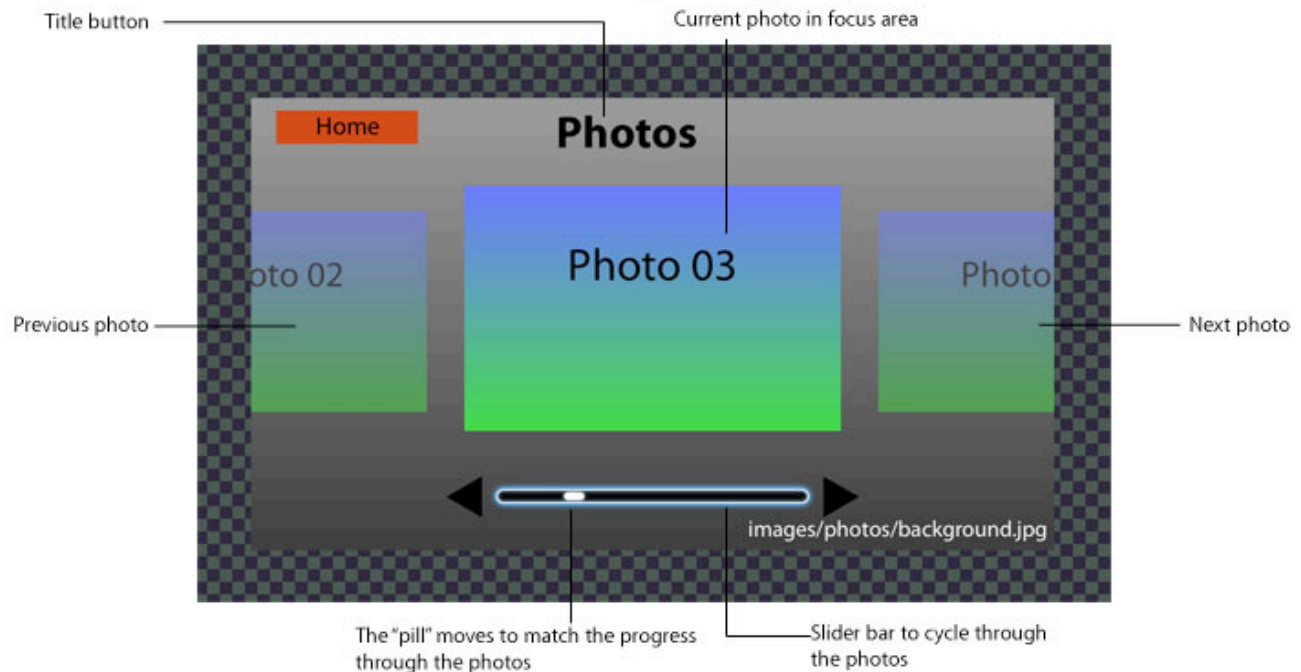 Title button
Current photo in focus area
Home
Photos
oto 02
Photo 03
Photo
Previous photo
Next photo
images/photos/background.jpg
The "pill" moves to match the progress
through the photos
Slider bar to cycle through
the photos